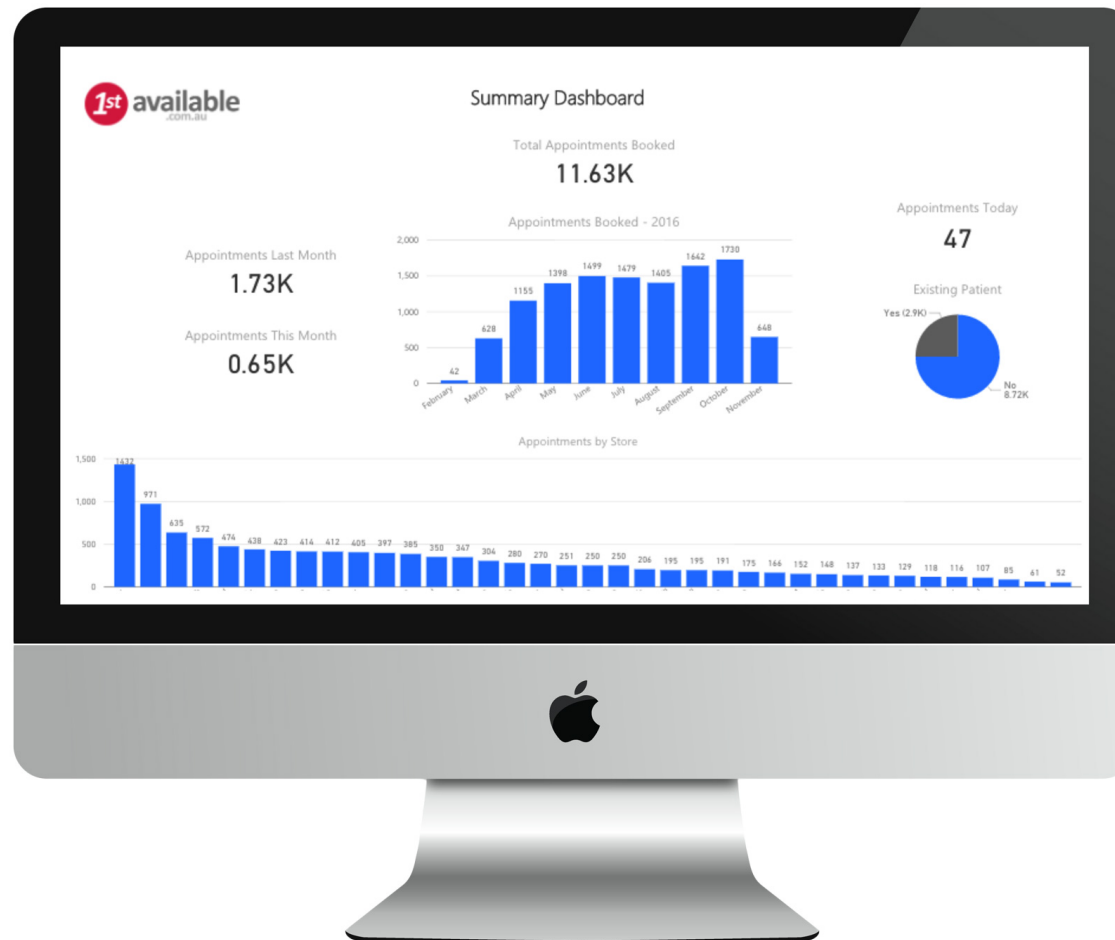 1st available
.com.au
Summary Dashboard
Total Appointments Booked
11.63K
Appointments Last Month
1.73K
Appointments This Month
0.65K
Appointments Booked - 2016
2,000
1,500
1,000
500
0
42
628
1155
1398
1499
1479
1405
1642
1730
648
February
March
April
May
June
July
August
September
October
November
Appointments Today
47
Existing Patient
Yes (2.9K)
No
8.72K
Appointments by Store
1,500
1,000
500
0
1432
971
635
572
474
438
423
414
412
405
397
385
350
347
304
280
270
251
250
250
206
195
195
191
175
166
152
148
137
133
129
118
116
107
85
61
52